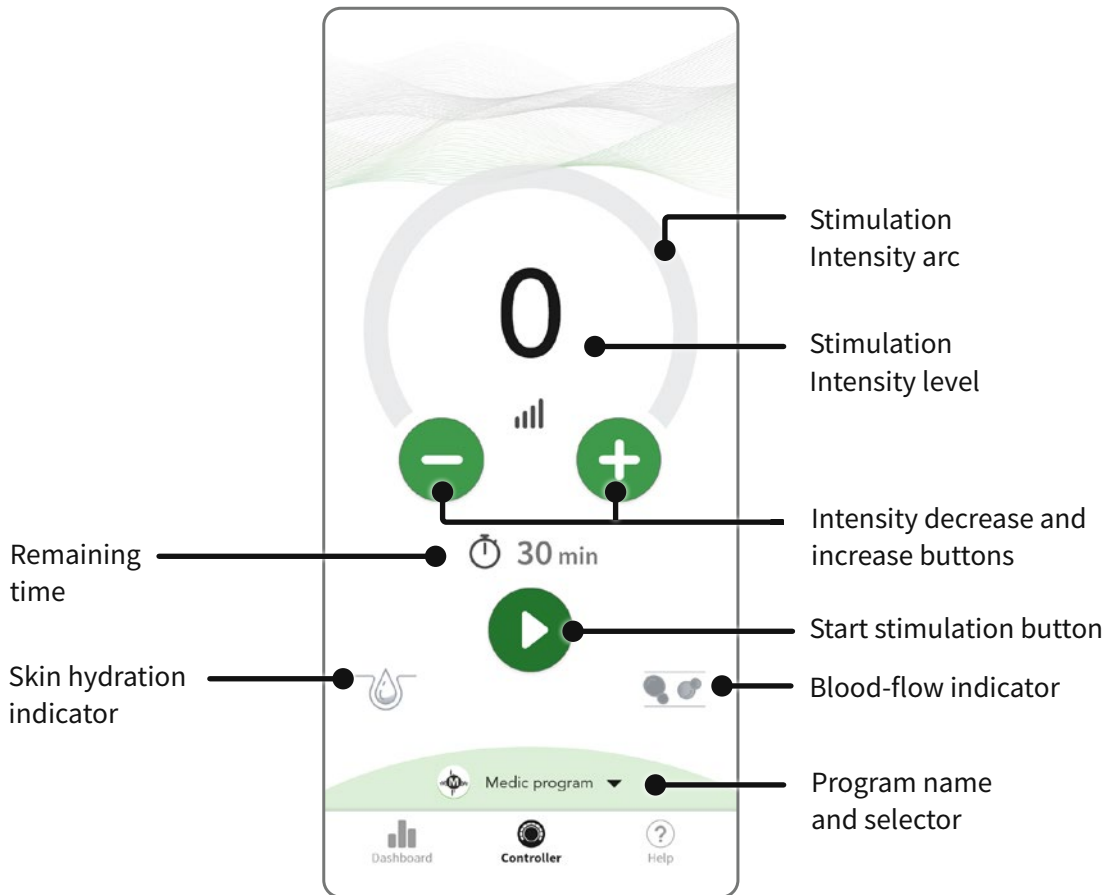 Stimulation
Intensity arc
0
Stimulation
Intensity level
Intensity decrease and
increase buttons
Remaining
time
30 min
Start stimulation button
Skin hydration
indicator
Blood-flow indicator
M
Medic program
Program name
and selector
Dashboard
Controller
?
Help